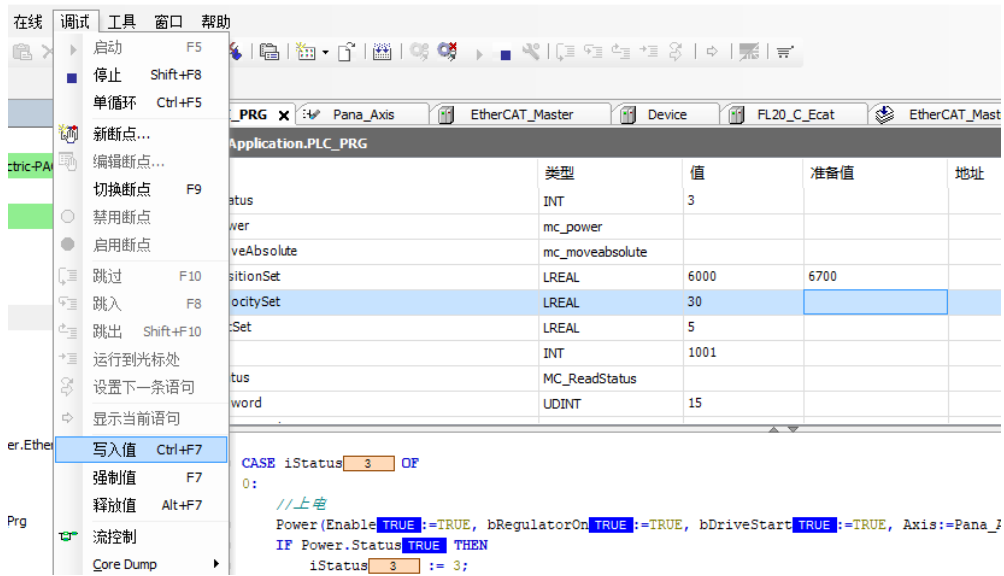 在线 调试 工具 窗口 帮助
启动 F5
停止 Shift+F8
单循环 Ctrl+F5
新断点...
编辑断点...
切换断点 F9
禁用断点
启用断点
跳过 F10
跳入 F8
跳出 Shift+F10
运行到光标处
设置下一条语句
显示当前语句
写入值 Ctrl+F7
强制值 F7
释放值 Alt+F7
流控制
Core Dump
ctric-PA
er.Ether
Prg
_PRG Pana_Axis EtherCAT_Master Device FL20_C_Ecat EtherCAT_Mast
Application.PLC_PRG
类型 值 准备值 地址
atus INT 3
wer mc_power
veAbsolute mc_moveabsolute
sitionSet LREAL 6000 6700
ocitySet LREAL 30
cSet LREAL 5
INT 1001
tus MC_ReadStatus
word UDINT 15
CASE iStatus 3 OF
0:
//上电
Power(Enable TRUE :=TRUE, bRegulatorOn TRUE :=TRUE, bDriveStart TRUE :=TRUE, Axis:=Pana_A
IF Power.Status TRUE THEN
iStatus 3 := 3;